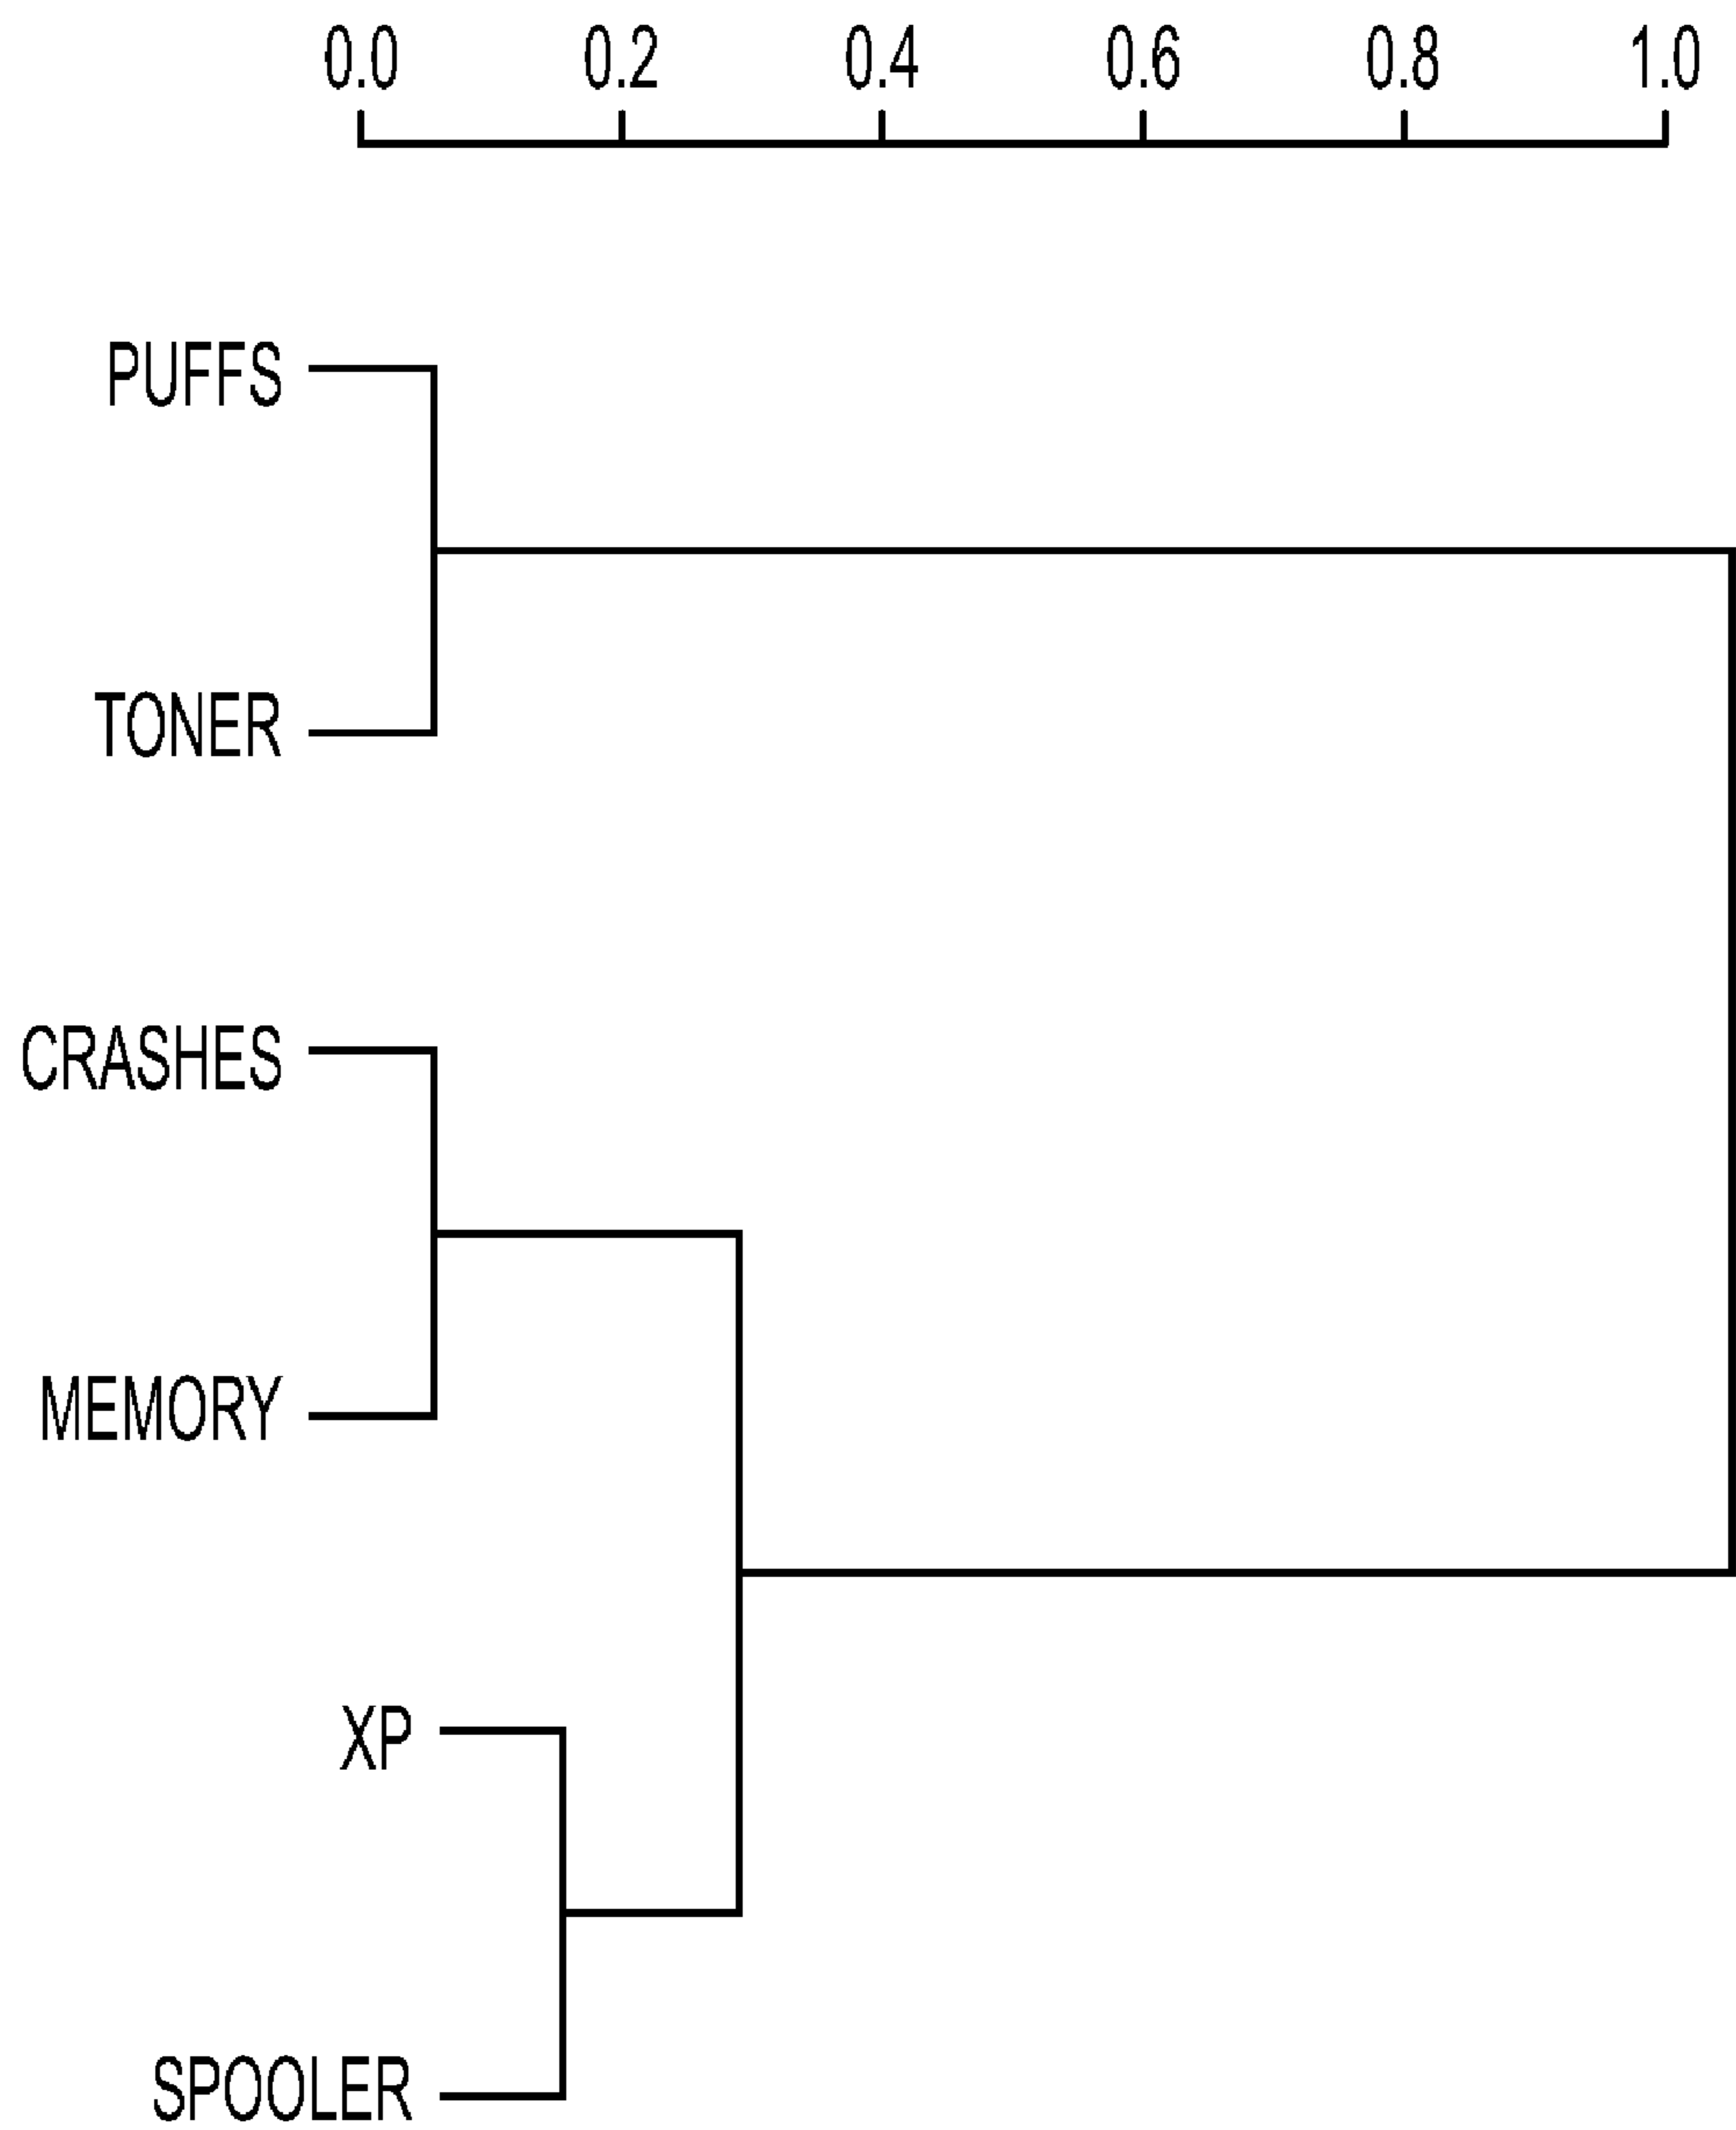 0.0 0.2 0.4 0.6 0.8 1.0
PUFFS
TONER
CRASHES
MEMORY
XP
SPOOLER